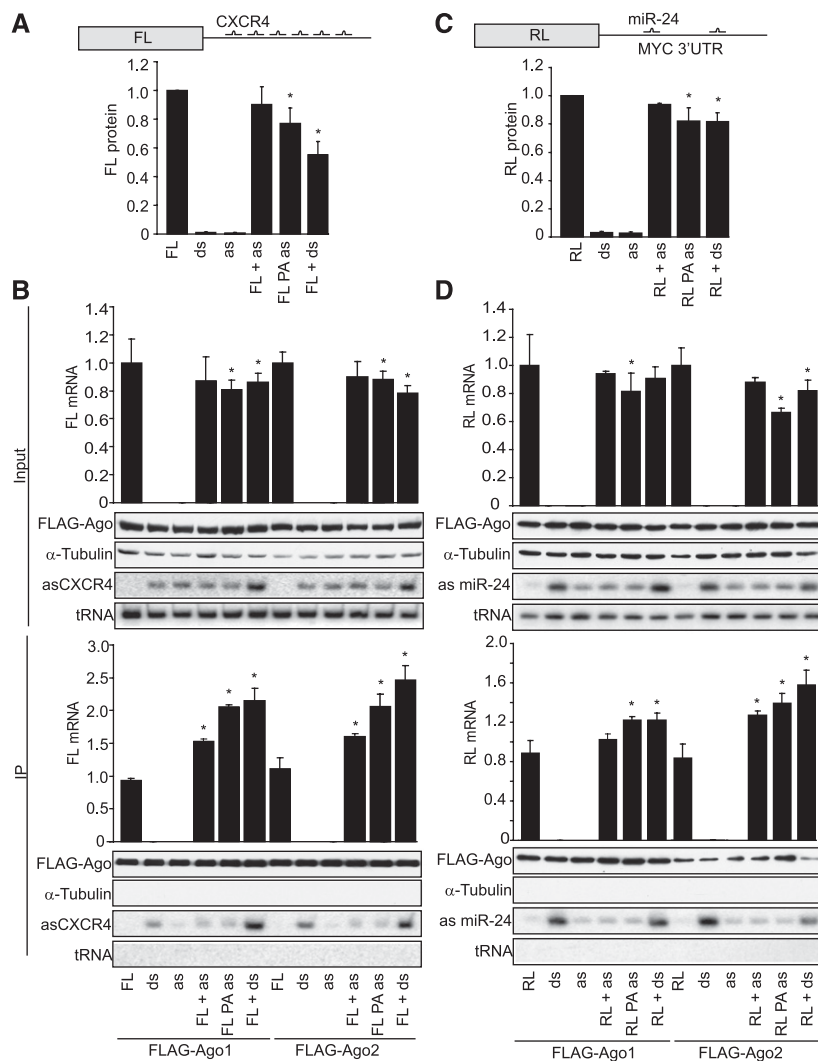 A
CXCR4
FL
FL protein
1.2
1.0
0.8
0.6
0.4
0.2
0
* *
FL
ds
as
FL + as
FL PA as
FL + ds
C
miR-24
RL
MYC 3'UTR
RL protein
1.2
1.0
0.8
0.6
0.4
0.2
0
* *
RL
ds
as
RL + as
RL PA as
RL + ds
B
Input
FL mRNA
1.4
1.2
1.0
0.8
1.6
1.4
1.2
0
* * * *
FLAG-Ago
α-Tubulin
asCXCR4
tRNA
IP
FL mRNA
3.0
2.5
2.0
1.5
1.0
0.5
0.0
* * * * * *
FLAG-Ago
α-Tubulin
asCXCR4
tRNA
FL
ds
as
FL + as
FL PA as
FL + ds
FL
ds
as
FL + as
FL PA as
FL + ds
FLAG-Ago1
FLAG-Ago2
D
RL mRNA
1.4
1.2
1.0
0.8
1.6
1.4
1.2
0
* * *
FLAG-Ago
α-Tubulin
as miR-24
tRNA
RL mRNA
2.0
1.6
1.2
0.8
0.4
0
* * * * *
FLAG-Ago
α-Tubulin
as miR-24
tRNA
RL
ds
as
RL + as
RL PA as
RL + ds
RL
ds
as
RL + as
RL PA as
RL + ds
FLAG-Ago1
FLAG-Ago2